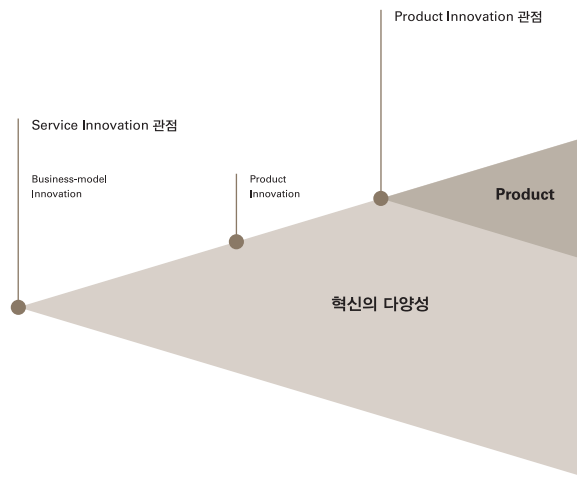 Product Innovation 관점
Service Innovation 관점
Business-model
Innovation
Product
Innovation
Product
혁신의 다양성